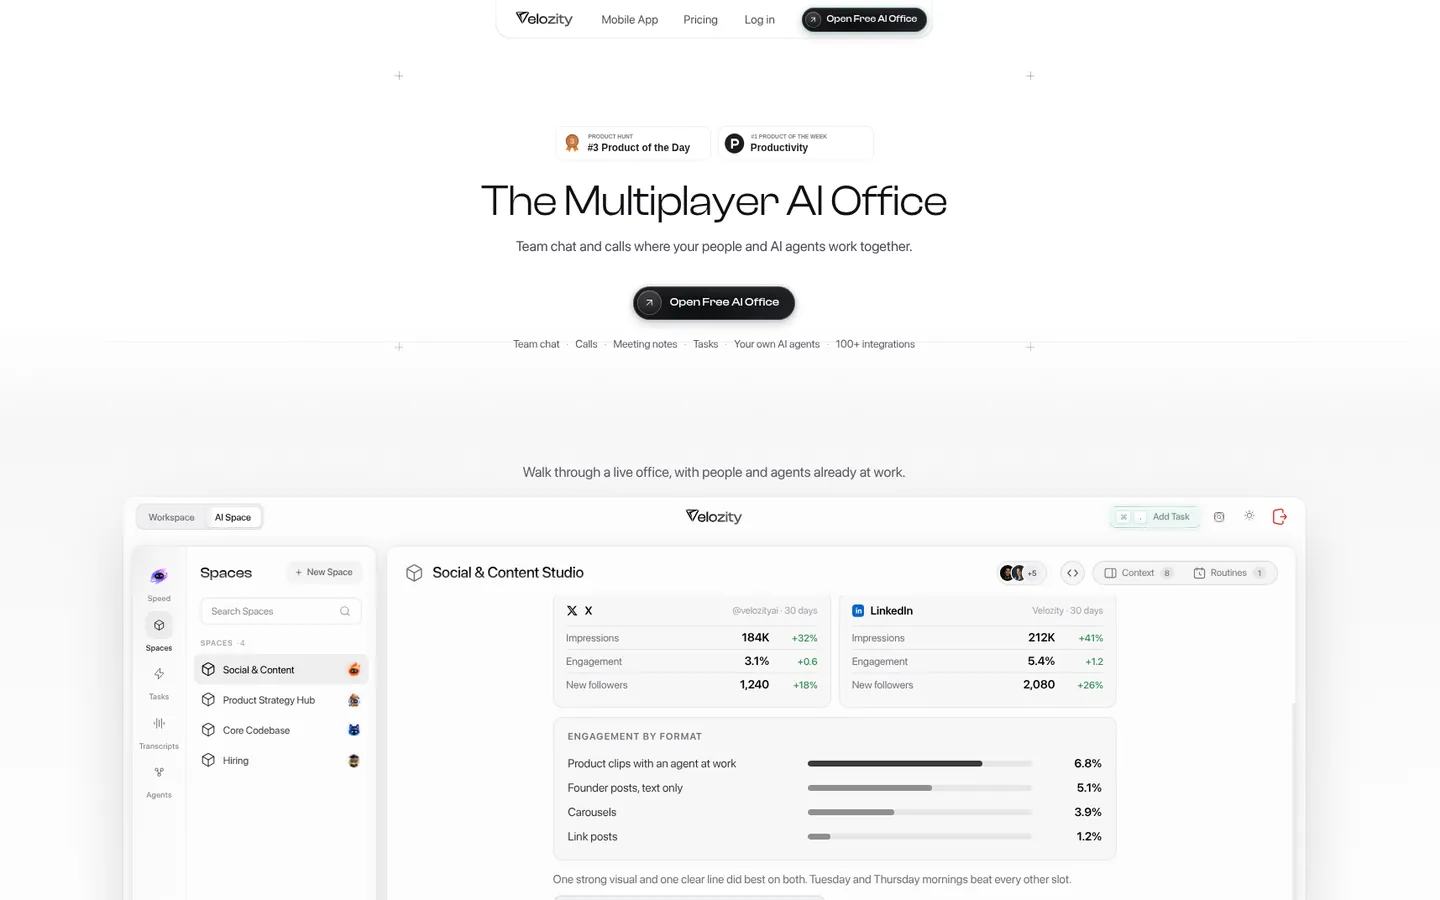 Velozity Mobile App Pricing Log in Open Free AI Office
PRODUCT HUNT
#3 Product of the Day
#1 PRODUCT OF THE WEEK
Productivity
The Multiplayer AI Office
Team chat and calls where your people and AI agents work together.
Open Free AI Office
Team chat · Calls · Meeting notes · Tasks · Your own AI agents · 100+ integrations
Walk through a live office, with people and agents already at work.
Workspace AI Space Velozity ⌘ . Add Task
Speed
Spaces
Tasks
Transcripts
Agents
Spaces + New Space
Search Spaces
SPACES · 4
Social & Content
Product Strategy Hub
Core Codebase
Hiring
Social & Content Studio +5 Context 8 Routines 1
X @velozityai · 30 days
Impressions 184K +32%
Engagement 3.1% +0.6
New followers 1,240 +18%
in LinkedIn Velozity · 30 days
Impressions 212K +41%
Engagement 5.4% +1.2
New followers 2,080 +26%
ENGAGEMENT BY FORMAT
Product clips with an agent at work 6.8%
Founder posts, text only 5.1%
Carousels 3.9%
Link posts 1.2%
One strong visual and one clear line did best on both. Tuesday and Thursday mornings beat every other slot.